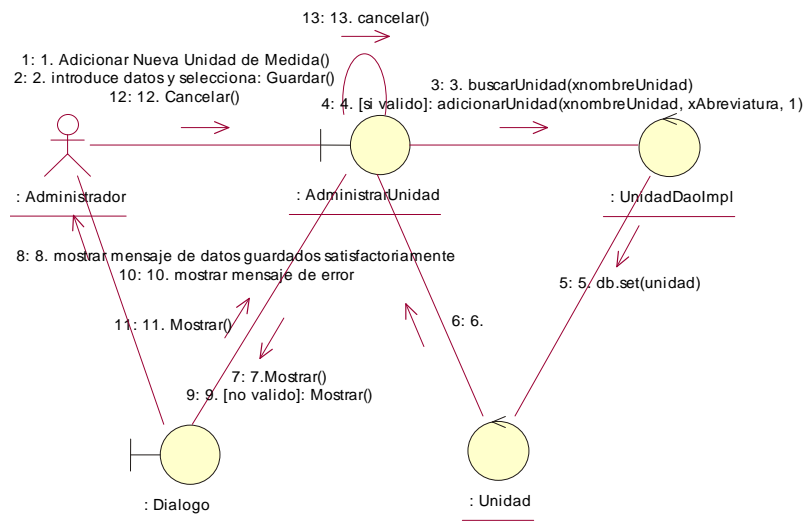 13: 13. cancelar()
1: 1. Adicionar Nueva Unidad de Medida()
2: 2. introduce datos y selecciona: Guardar()
12: 12. Cancelar()
3: 3. buscarUnidad(xnombreUnidad)
4: 4. [si valido]: adicionarUnidad(xnombreUnidad, xAbreviatura, 1)
: Administrador
: AdministrarUnidad
: UnidadDaoImpl
8: 8. mostrar mensaje de datos guardados satisfactoriamente
10: 10. mostrar mensaje de error
5: 5. db.set(unidad)
11: 11. Mostrar()
6: 6.
7: 7.Mostrar()
9: 9. [no valido]: Mostrar()
: Dialogo
: Unidad